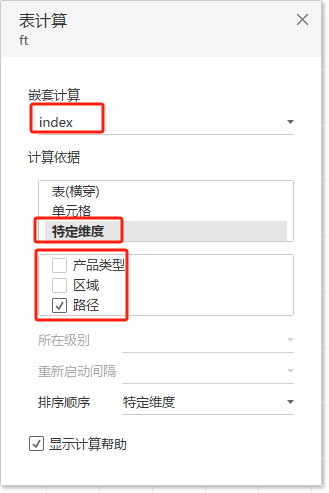 表计算
ft
嵌套计算
index
计算依据
表(横穿)
单元格
特定维度
产品类型
区域
路径
所在级别
重新启动间隔
排序顺序 特定维度
显示计算帮助